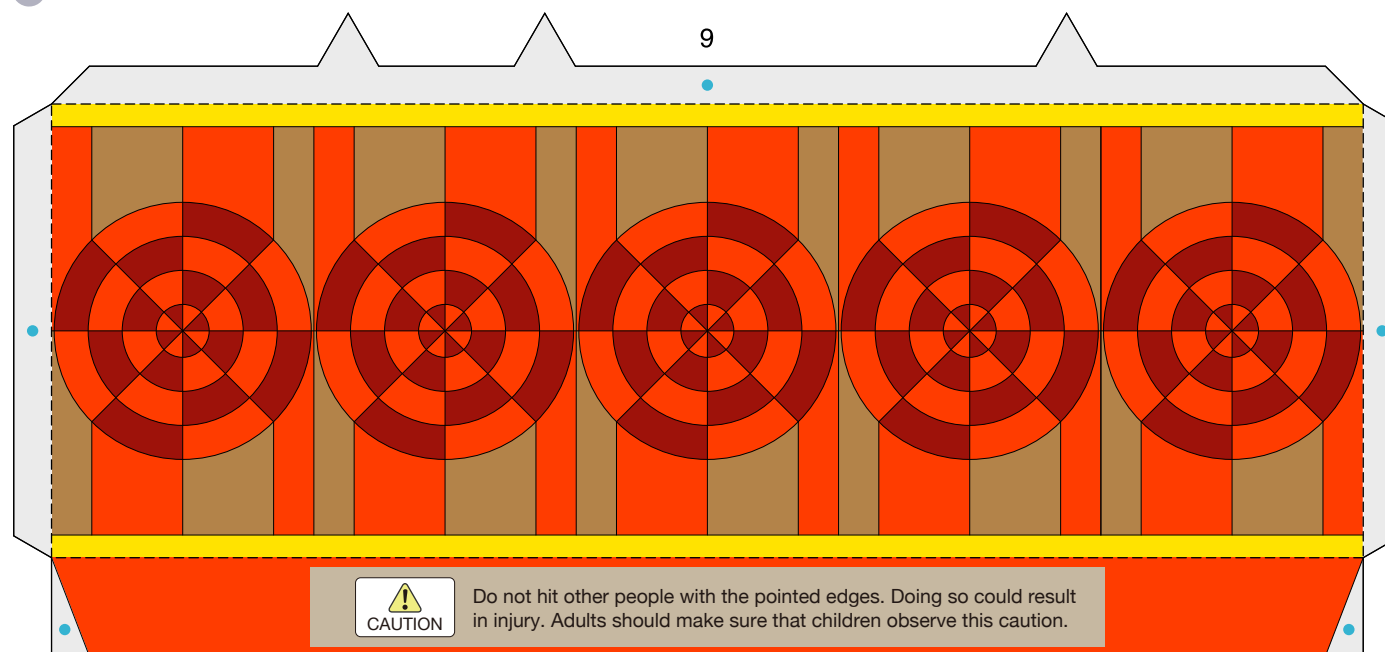 9
CAUTION
Do not hit other people with the pointed edges. Doing so could result
in injury. Adults should make sure that children observe this caution.